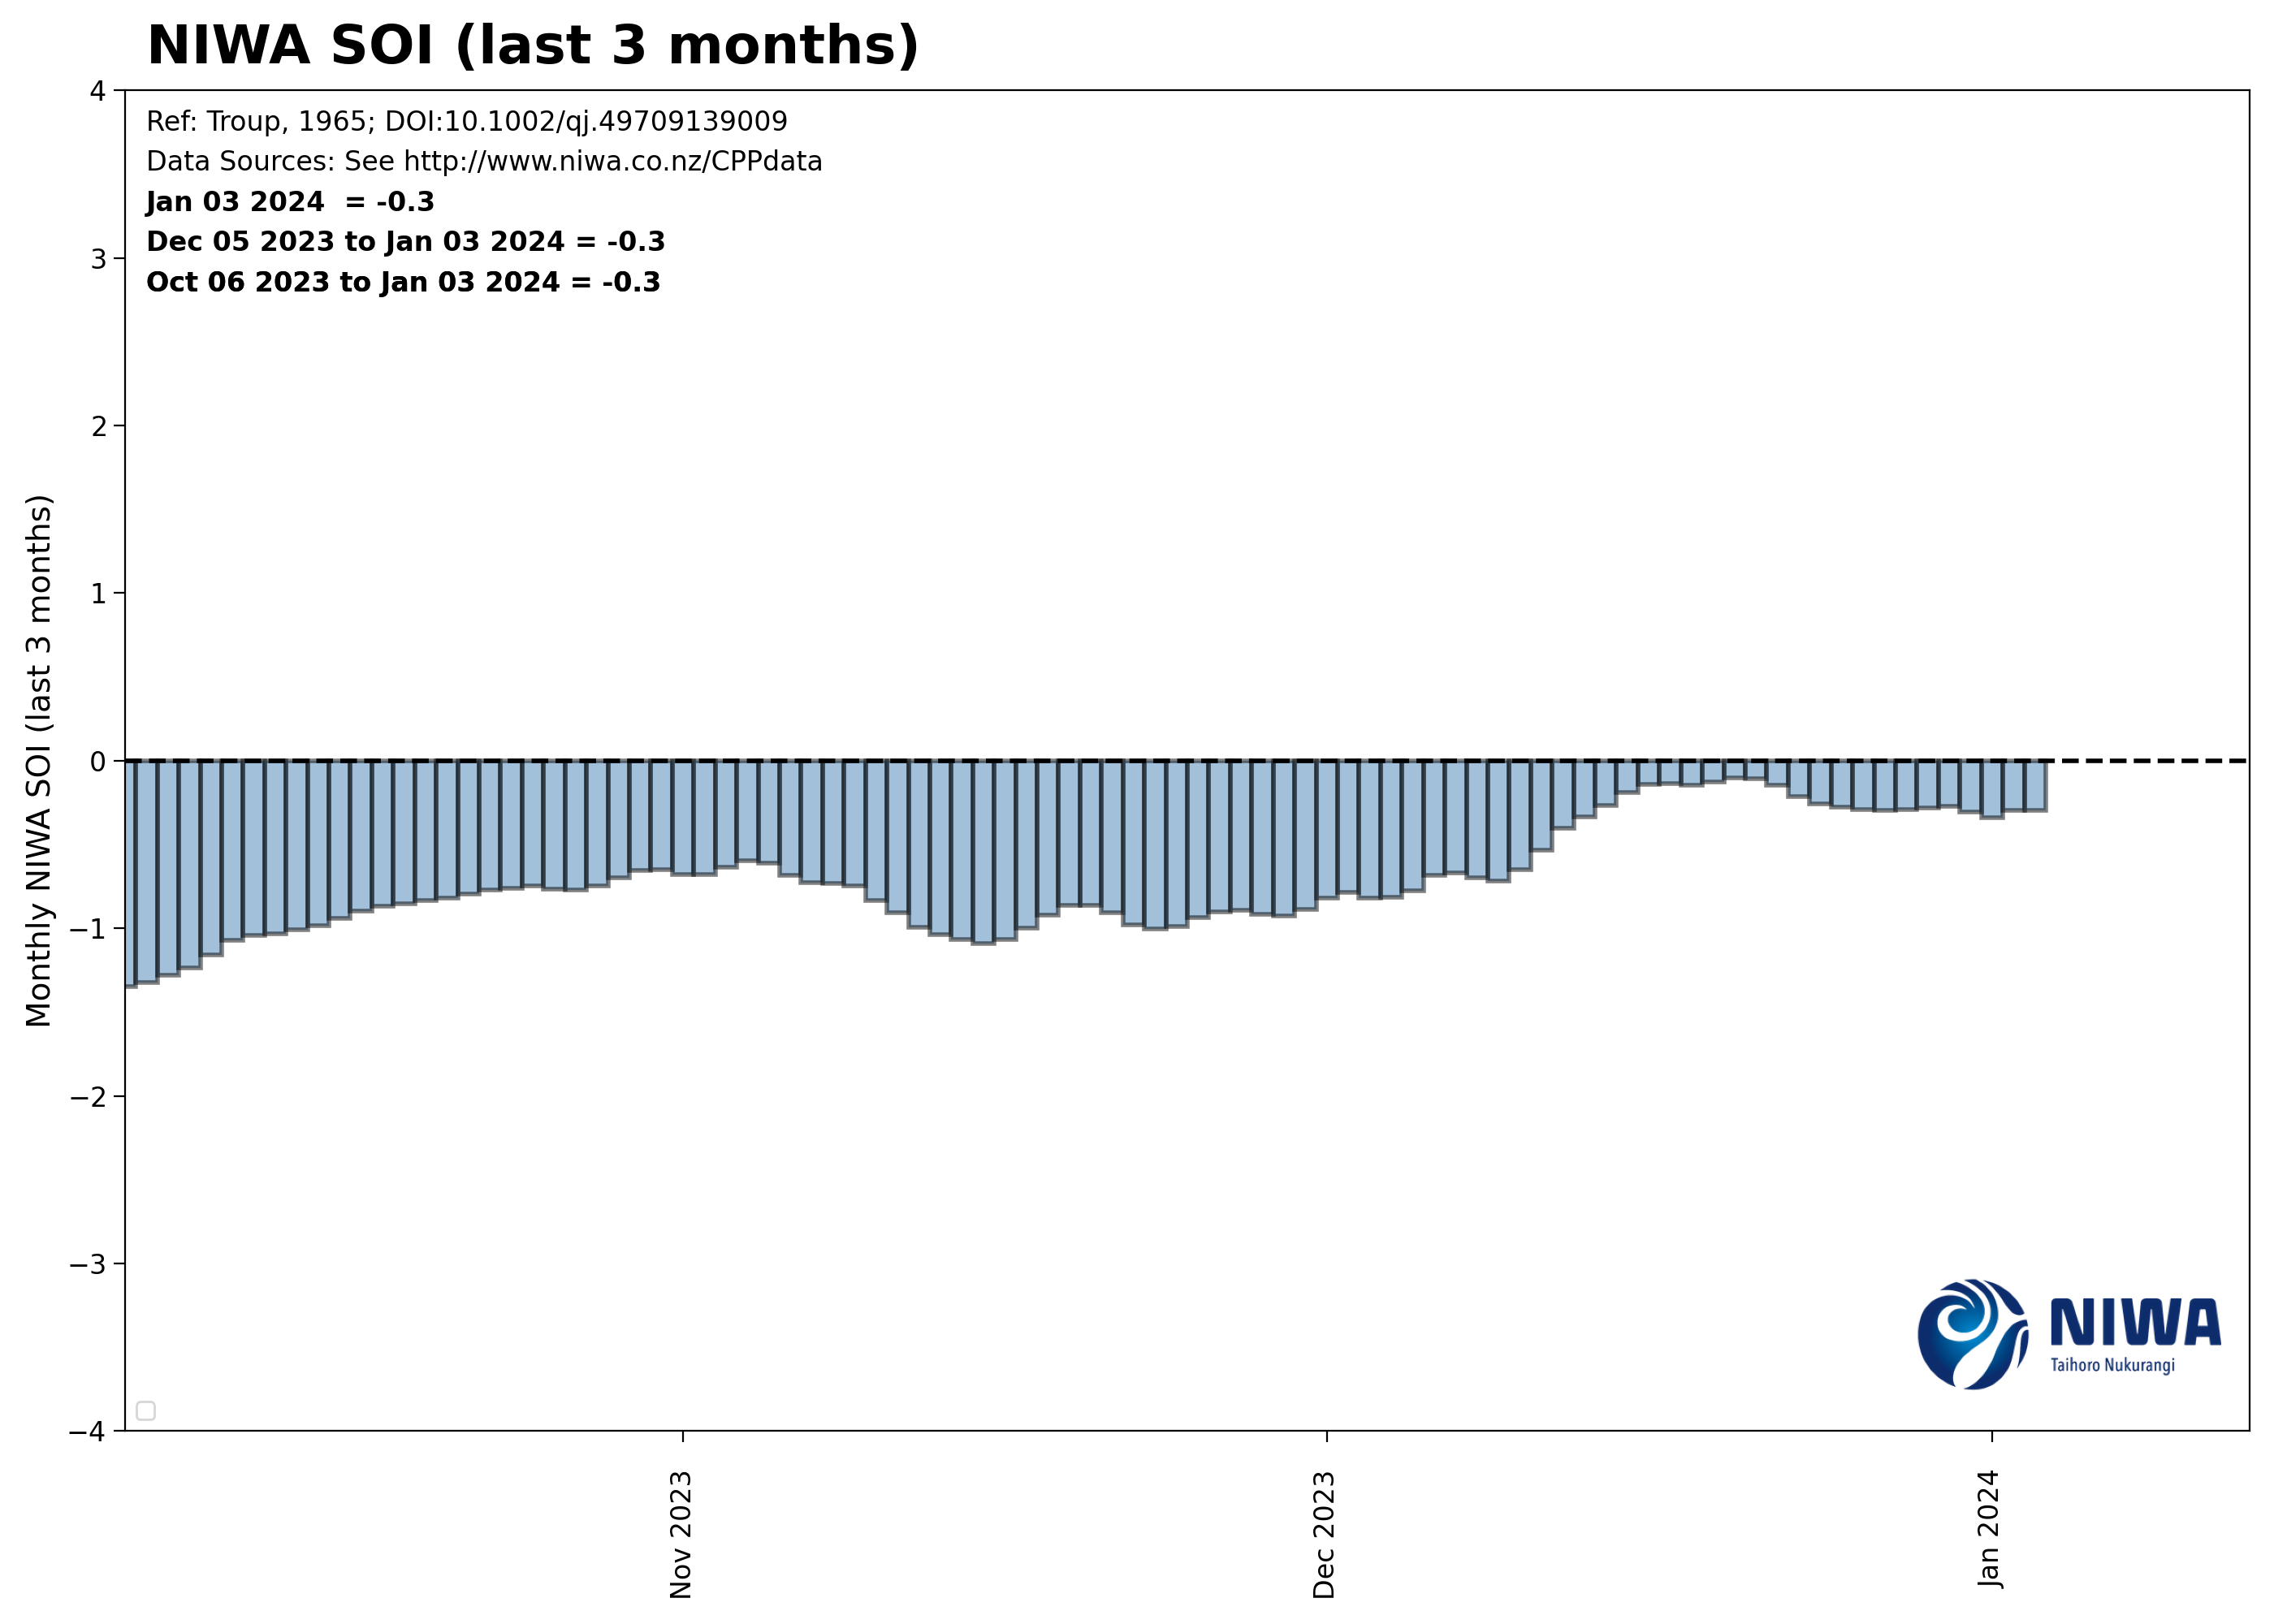 NIWA SOI (last 3 months)
Ref: Troup, 1965; DOI:10.1002/qj.49709139009
Data Sources: See http://www.niwa.co.nz/CPPdata
Jan 03 2024  = -0.3
Dec 05 2023 to Jan 03 2024 = -0.3
Oct 06 2023 to Jan 03 2024 = -0.3
Monthly NIWA SOI (last 3 months)
4
3
2
1
0
−1
−2
−3
−4
Nov 2023
Dec 2023
Jan 2024
NIWA
Taihoro Nukurangi